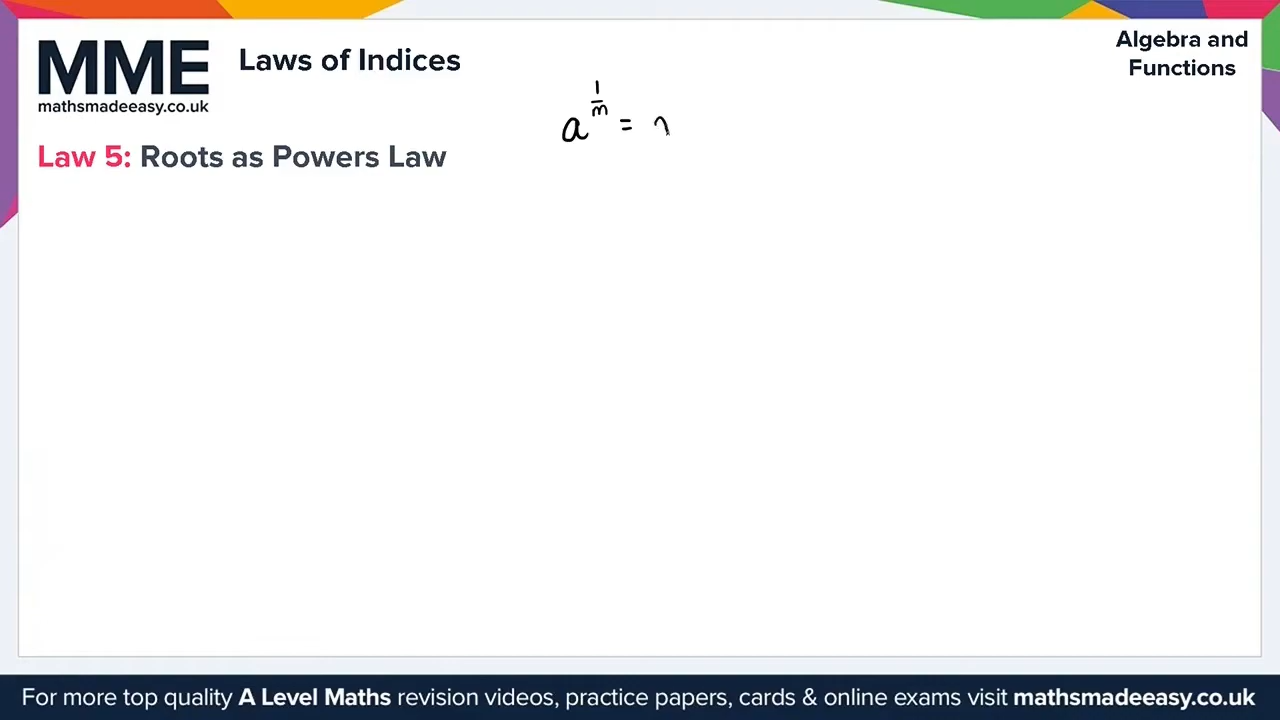 MME
mathsmadeeasy.co.uk
Laws of Indices
Algebra and
Functions
Law 5: Roots as Powers Law
a^{1/m} =
For more top quality A Level Maths revision videos, practice papers, cards & online exams visit mathsmadeeasy.co.uk